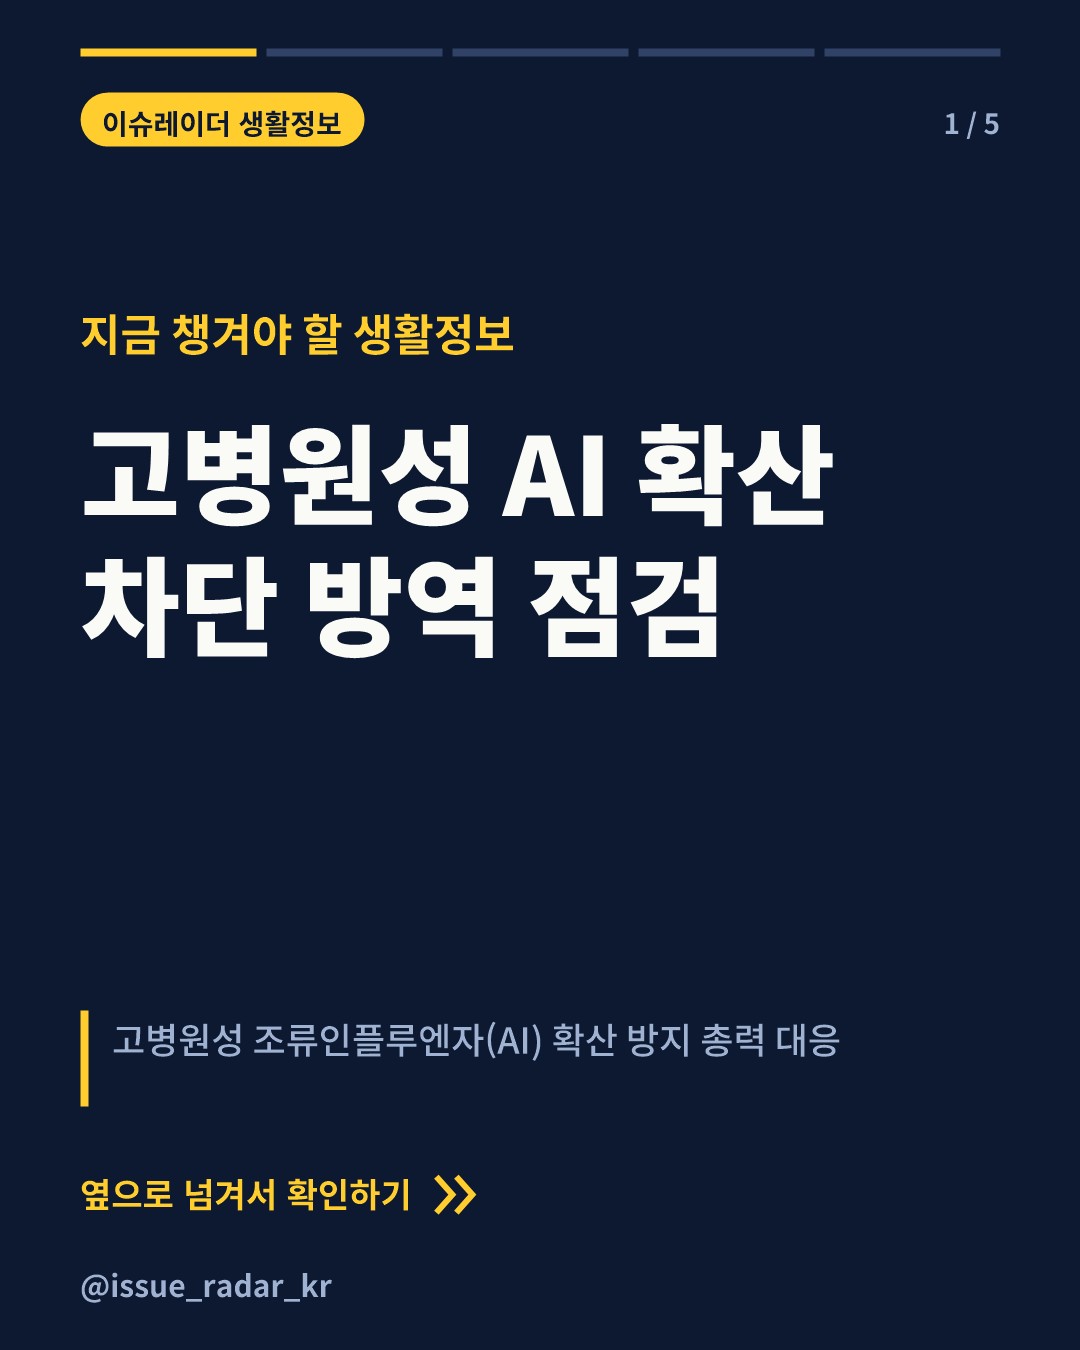 이슈레이더 생활정보
1 / 5
지금 챙겨야 할 생활정보
고병원성 AI 확산
차단 방역 점검
고병원성 조류인플루엔자(AI) 확산 방지 총력 대응
옆으로 넘겨서 확인하기
@issue_radar_kr